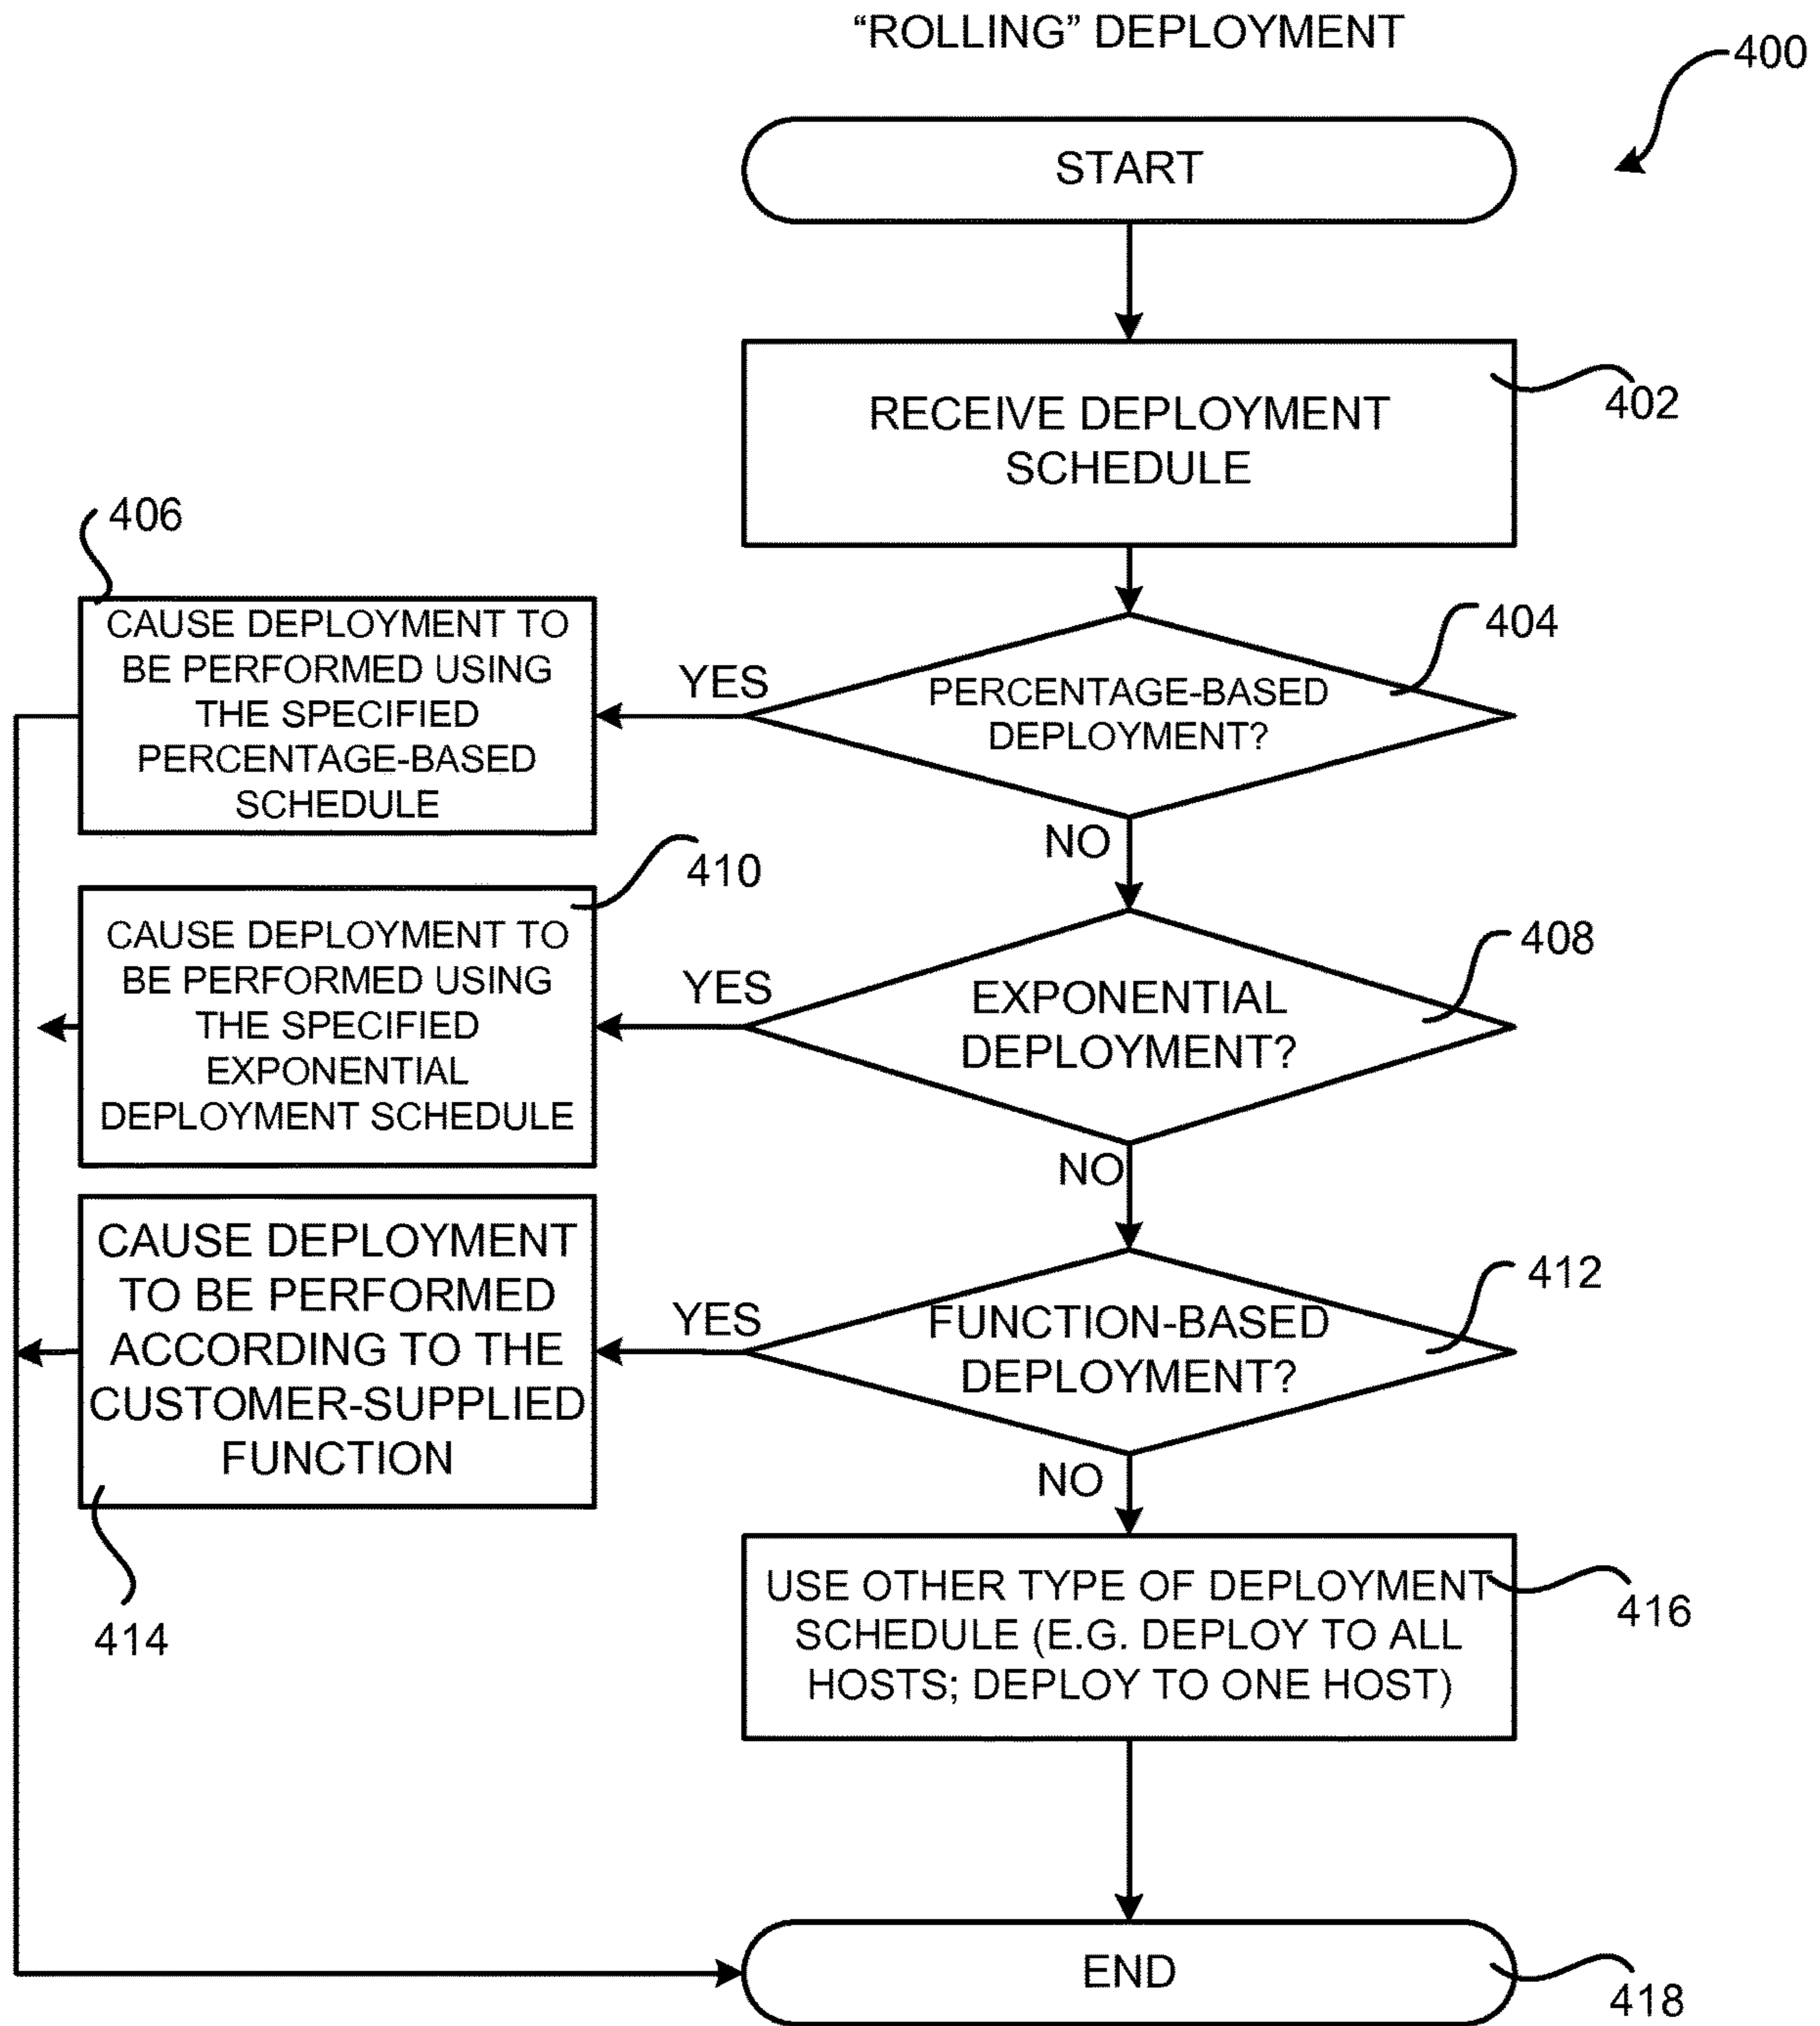 “ROLLING” DEPLOYMENT
400
START
RECEIVE DEPLOYMENT
SCHEDULE
402
406
CAUSE DEPLOYMENT TO
BE PERFORMED USING
THE SPECIFIED
PERCENTAGE-BASED
SCHEDULE
YES
PERCENTAGE-BASED
DEPLOYMENT?
404
NO
410
CAUSE DEPLOYMENT TO
BE PERFORMED USING
THE SPECIFIED
EXPONENTIAL
DEPLOYMENT SCHEDULE
YES
EXPONENTIAL
DEPLOYMENT?
408
NO
CAUSE DEPLOYMENT
TO BE PERFORMED
ACCORDING TO THE
CUSTOMER-SUPPLIED
FUNCTION
414
YES
FUNCTION-BASED
DEPLOYMENT?
412
NO
USE OTHER TYPE OF DEPLOYMENT
SCHEDULE (E.G. DEPLOY TO ALL
HOSTS; DEPLOY TO ONE HOST)
416
END
418